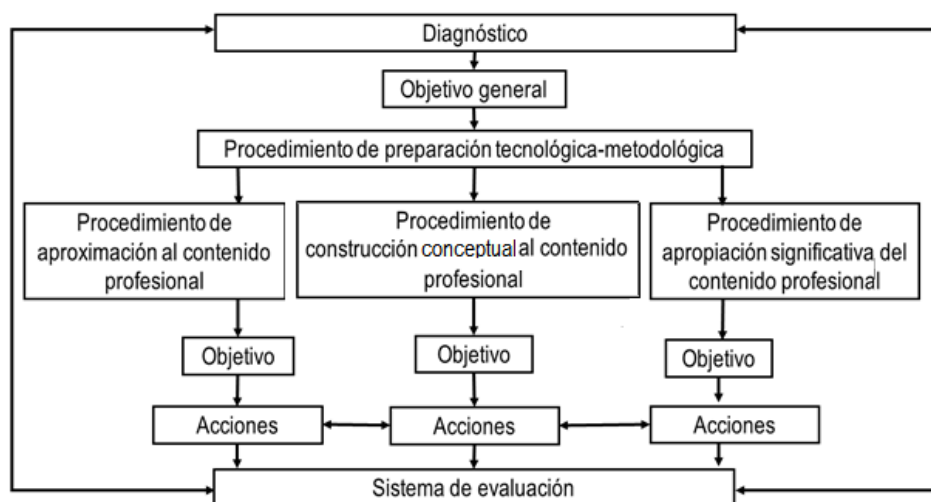 Diagnóstico
Objetivo general
Procedimiento de preparación tecnológica-metodológica
Procedimiento de
aproximación al contenido
profesional
Procedimiento de
construcción conceptual al contenido
profesional
Procedimiento de
apropiación significativa del
contenido profesional
Objetivo
Objetivo
Objetivo
Acciones
Acciones
Acciones
Sistema de evaluación